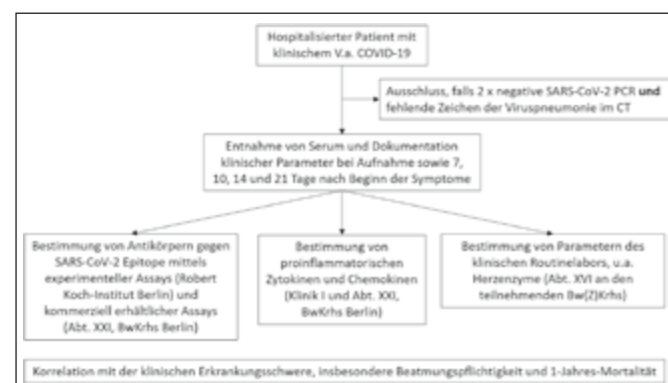 Hospitalisierter Patient mit
klinischem V.a. COVID-19
Ausschluss, falls 2 x negative SARS-CoV-2 PCR und
fehlende Zeichen der Viruspneumonie im CT
Entnahme von Serum und Dokumentation
klinischer Parameter bei Aufnahme sowie 7,
10, 14 und 21 Tage nach Beginn der Symptome
Bestimmung von Antikörpern gegen
SARS-CoV-2 Epitope mittels
experimenteller Assays (Robert
Koch-Institut Berlin) und
kommerziell erhältlicher Assays
(Abt. XXI, BwKrhs Berlin)
Bestimmung von
proinflammatorischen
Zytokinen und Chemokinen
(Klinik I und Abt. XXI,
BwKrhs Berlin)
Bestimmung von Parametern des
klinischen Routinelabors, u.a.
Herzenzyme (Abt. XVI an den
teilnehmenden Bw(Z)Krhs)
Korrelation mit der klinischen Erkrankungsschwere, insbesondere Beatmungspflichtigkeit und 1-Jahres-Mortalität